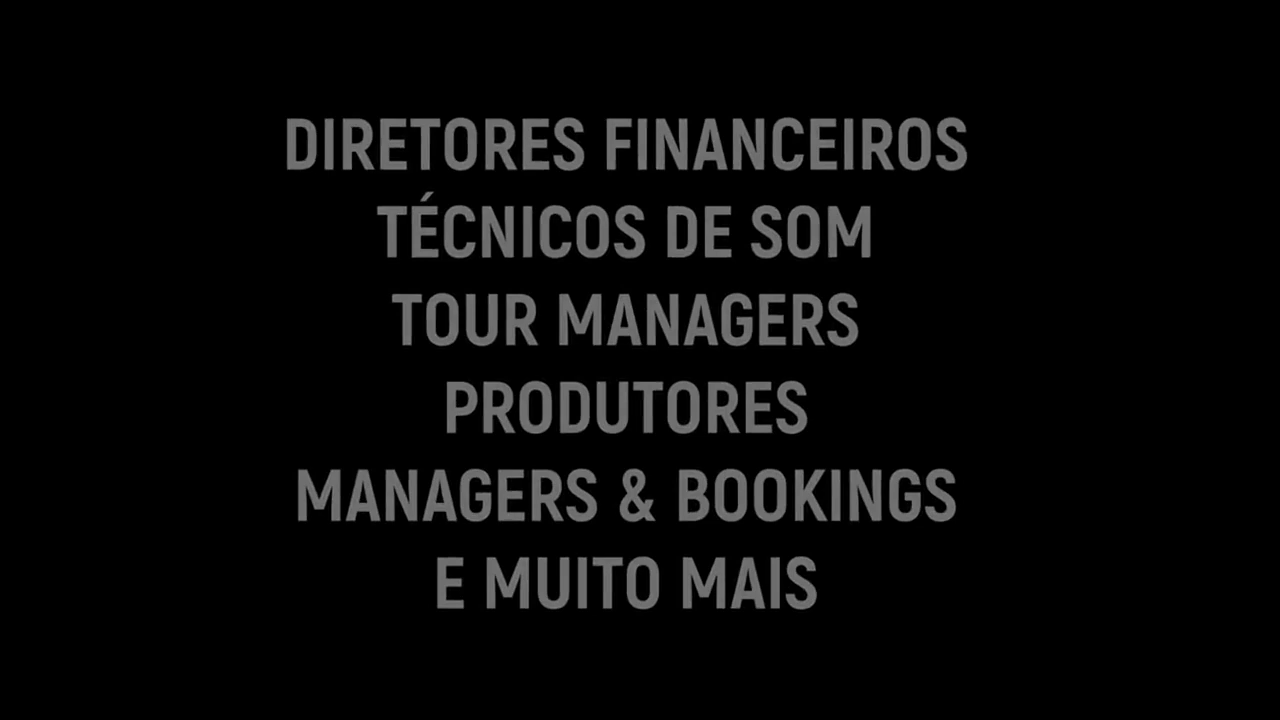 DIRETORES FINANCEIROS
TÉCNICOS DE SOM
TOUR MANAGERS
PRODUTORES
MANAGERS & BOOKINGS
E MUITO MAIS